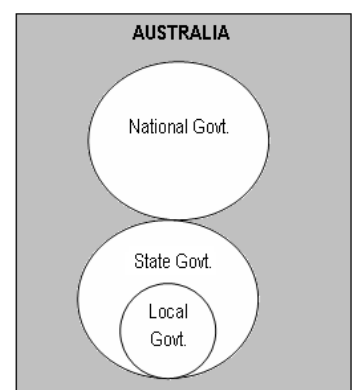 AUSTRALIA
National Govt.
State Govt.
Local
Govt.